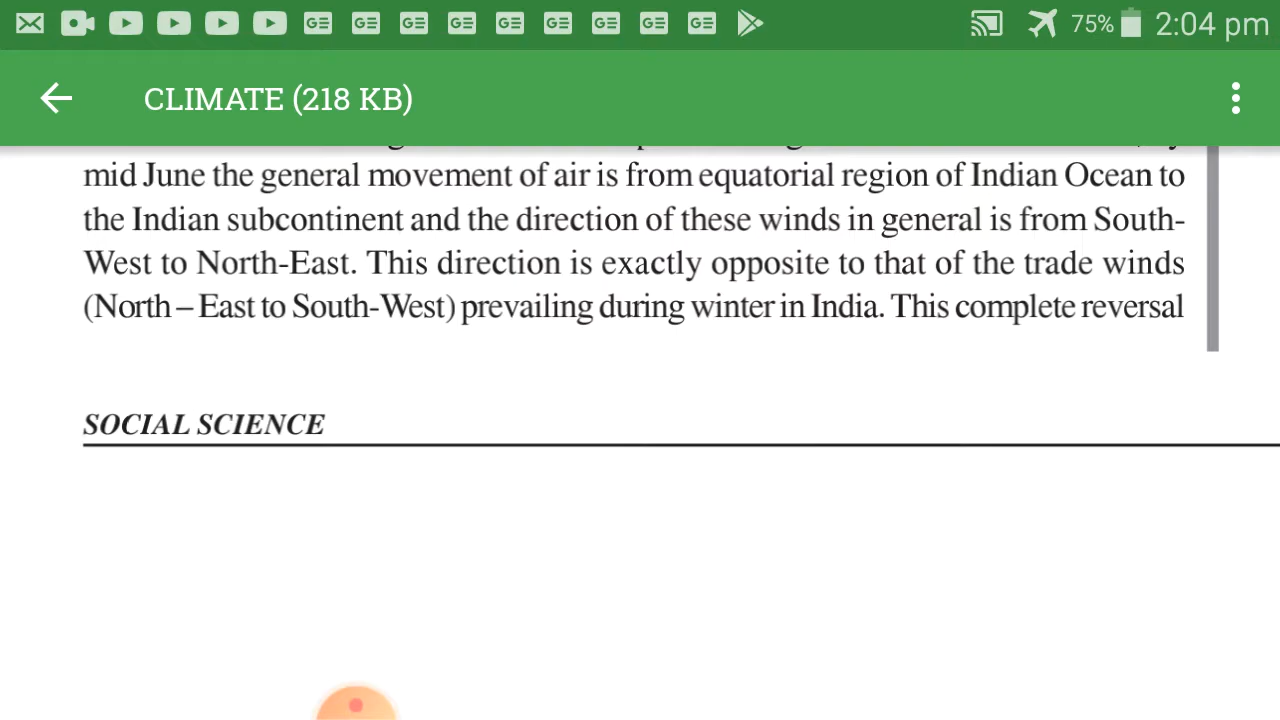 75% 2:04 pm
CLIMATE (218 KB)
mid June the general movement of air is from equatorial region of Indian Ocean to
the Indian subcontinent and the direction of these winds in general is from South-
West to North-East. This direction is exactly opposite to that of the trade winds
(North – East to South-West) prevailing during winter in India. This complete reversal
SOCIAL SCIENCE